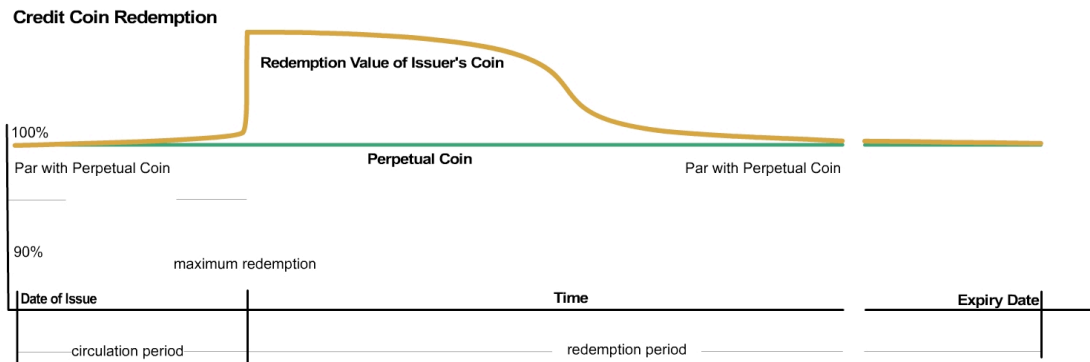 Credit Coin Redemption
Redemption Value of Issuer's Coin
100%
Perpetual Coin
Par with Perpetual Coin
Par with Perpetual Coin
90%
maximum redemption
Date of Issue
Time
Expiry Date
circulation period
redemption period